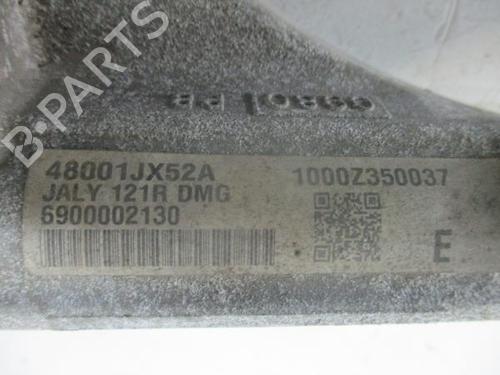 B-PARTS
48001JX52A
1000Z350037
JALY 121R DMG
6900002130
E